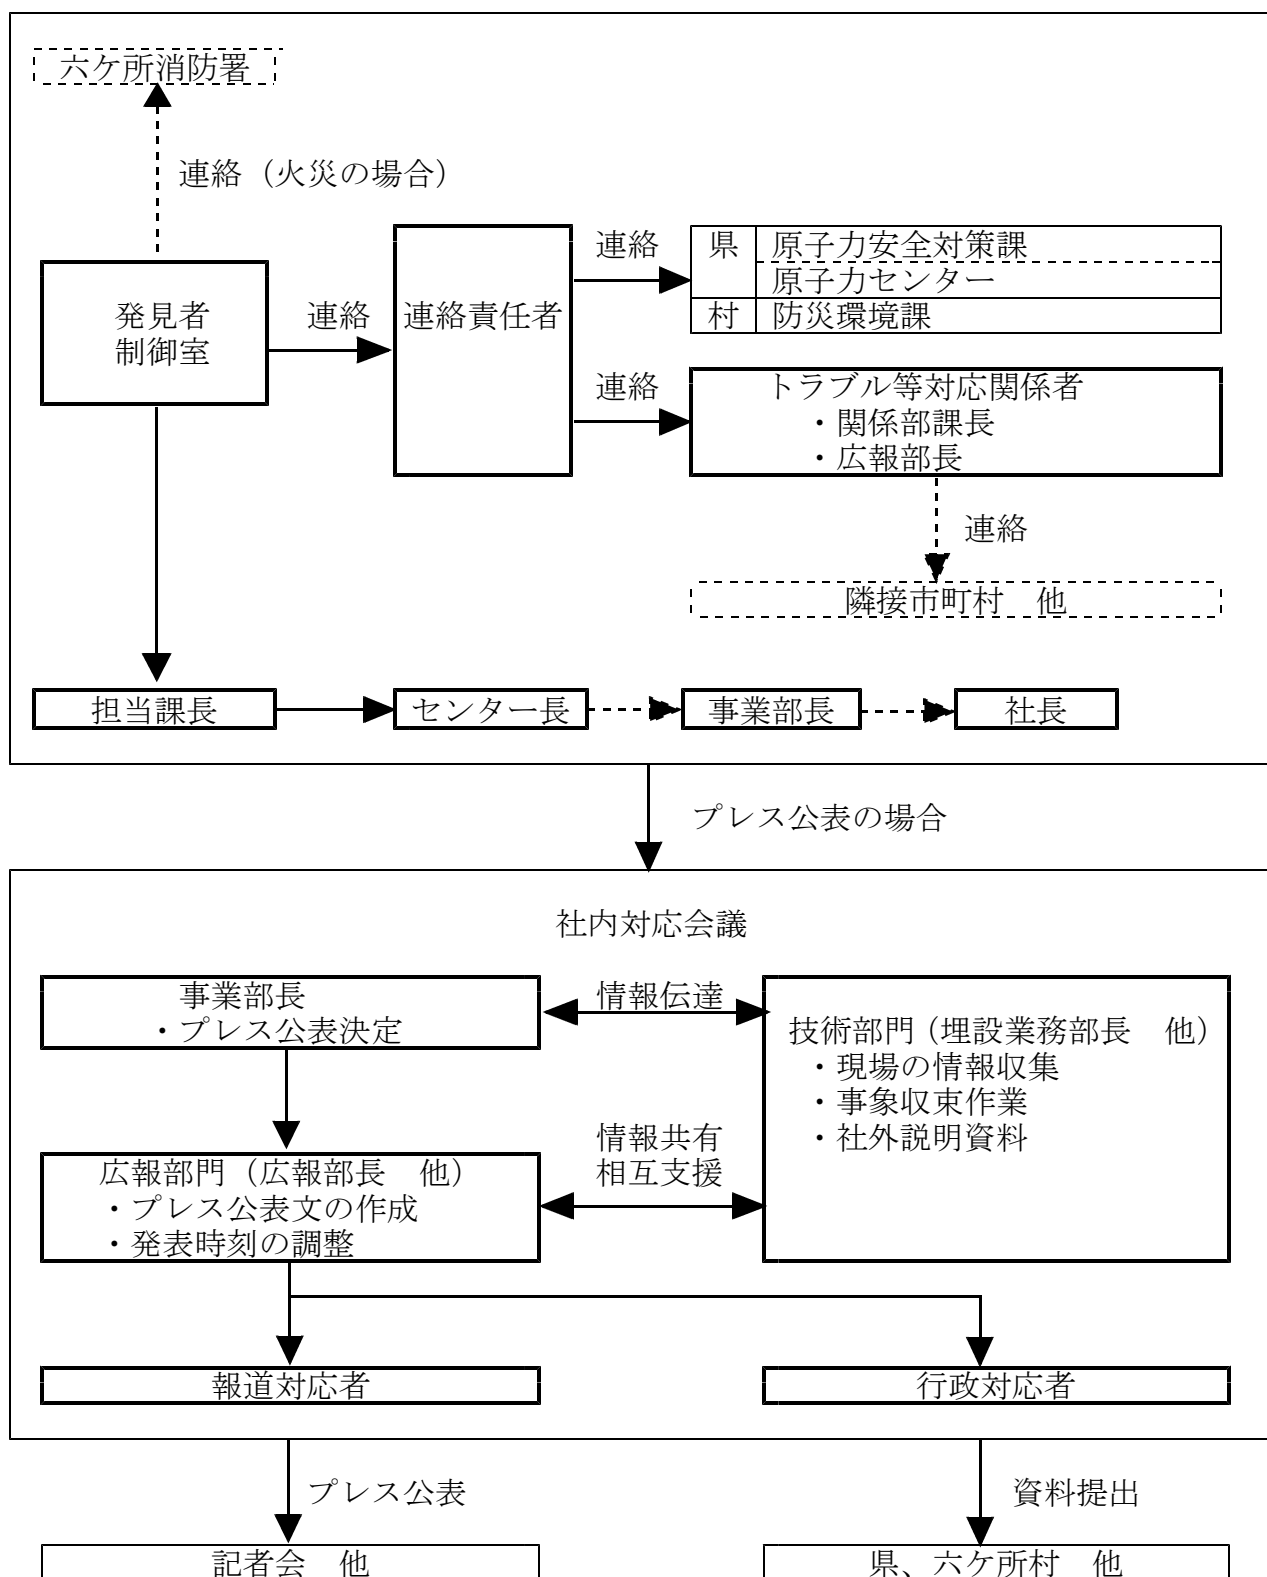 六ケ所消防署
連絡（火災の場合）
発見者
制御室
連絡
連絡責任者
連絡
県
原子力安全対策課
原子力センター
村
防災環境課
連絡
トラブル等対応関係者
・関係部課長
・広報部長
連絡
隣接市町村　他
担当課長
センター長
事業部長
社長
プレス公表の場合
社内対応会議
事業部長
・プレス公表決定
情報伝達
技術部門（埋設業務部長　他）
・現場の情報収集
・事象収束作業
・社外説明資料
情報共有
相互支援
広報部門（広報部長　他）
・プレス公表文の作成
・発表時刻の調整
報道対応者
行政対応者
プレス公表
資料提出
記者会　他
県、六ケ所村　他